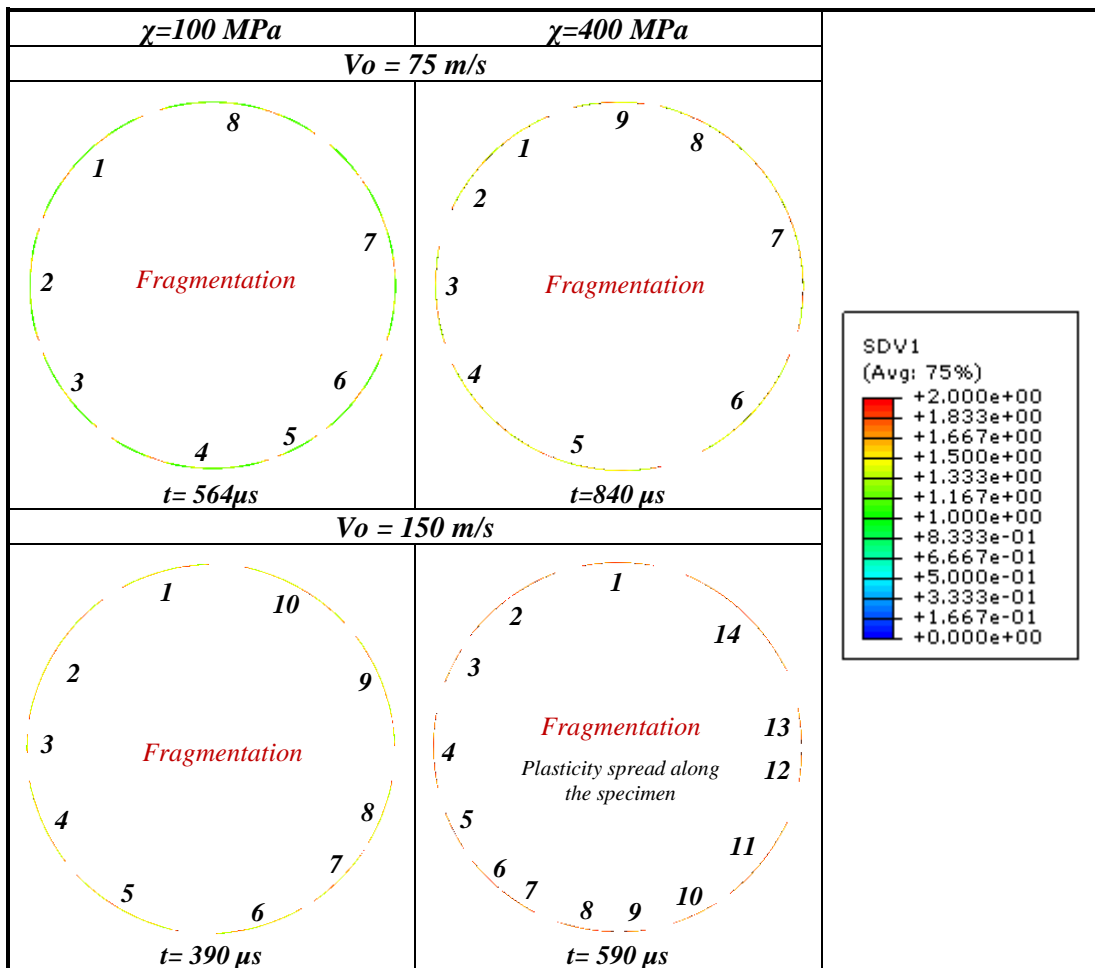 χ=100 MPa χ=400 MPa
Vo = 75 m/s
8
1
7
2
Fragmentation
3
6
5
4
t= 564μs
9
1
8
2
7
3
Fragmentation
4
6
5
t=840 μs
Vo = 150 m/s
1
10
2
9
3
Fragmentation
4
8
7
5
6
t= 390 μs
1
2
14
3
Fragmentation
13
4
Plasticity spread along
the specimen
12
5
11
6
7
10
8
9
t= 590 μs
SDV1
(Avg: 75%)
+2.000e+00
+1.833e+00
+1.667e+00
+1.500e+00
+1.333e+00
+1.167e+00
+1.000e+00
+8.333e-01
+6.667e-01
+5.000e-01
+3.333e-01
+1.667e-01
+0.000e+00